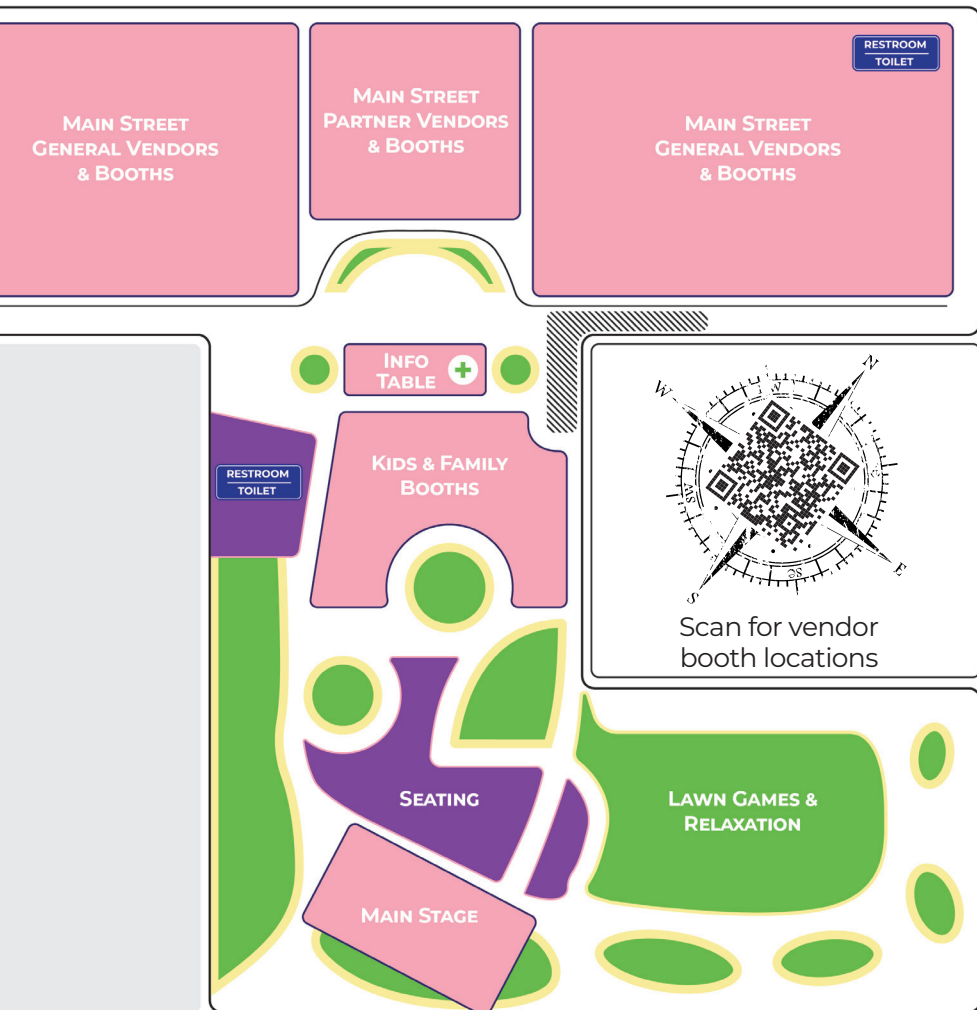 RESTROOM
TOILET
MAIN STREET
GENERAL VENDORS
& BOOTHS
MAIN STREET
PARTNER VENDORS
& BOOTHS
MAIN STREET
GENERAL VENDORS
& BOOTHS
INFO
TABLE
KIDS & FAMILY
BOOTHS
RESTROOM
TOILET
N
W
E
S
Scan for vendor
booth locations
SEATING
LAWN GAMES &
RELAXATION
MAIN STAGE